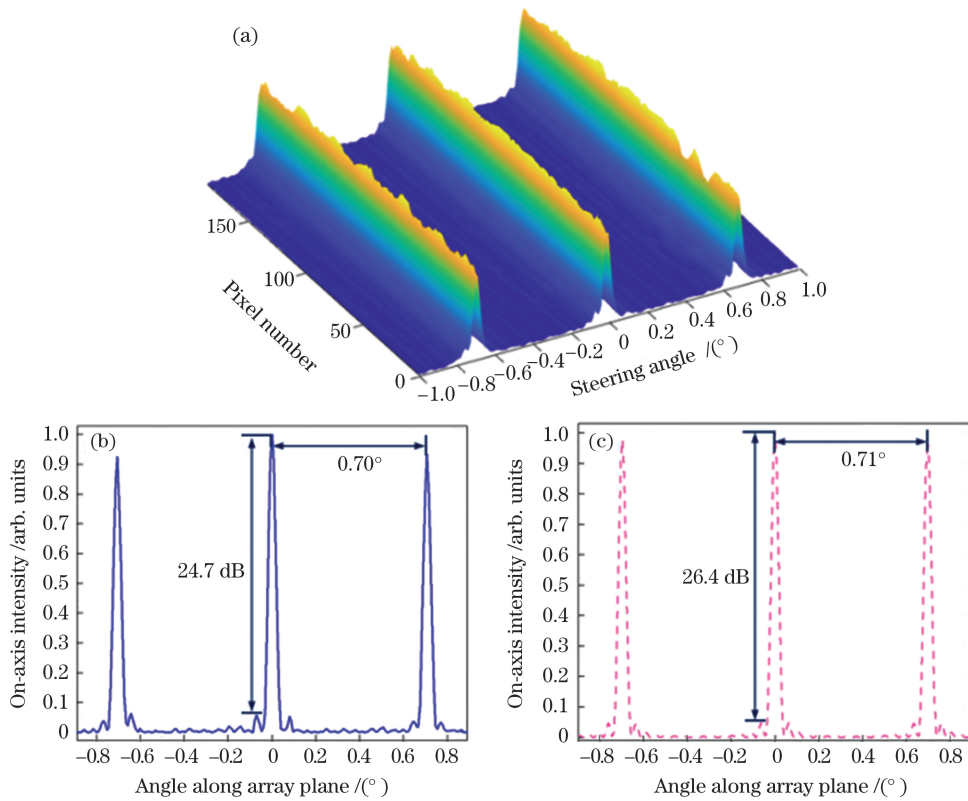 (a)
150
100
50
0
Pixel number
−1.0 −0.8 −0.6 −0.4 −0.2 0 0.2 0.4 0.6 0.8 1.0
Steering angle /(°)
(b)
1.0
0.9
0.8
0.7
0.6
0.5
0.4
0.3
0.2
0.1
0
On-axis intensity /arb. units
0.70°
24.7 dB
−0.8 −0.6 −0.4 −0.2 0 0.2 0.4 0.6 0.8
Angle along array plane /(°)
(c)
1.0
0.9
0.8
0.7
0.6
0.5
0.4
0.3
0.2
0.1
0
On-axis intensity /arb. units
0.71°
26.4 dB
−0.8 −0.6 −0.4 −0.2 0 0.2 0.4 0.6 0.8
Angle along array plane /(°)